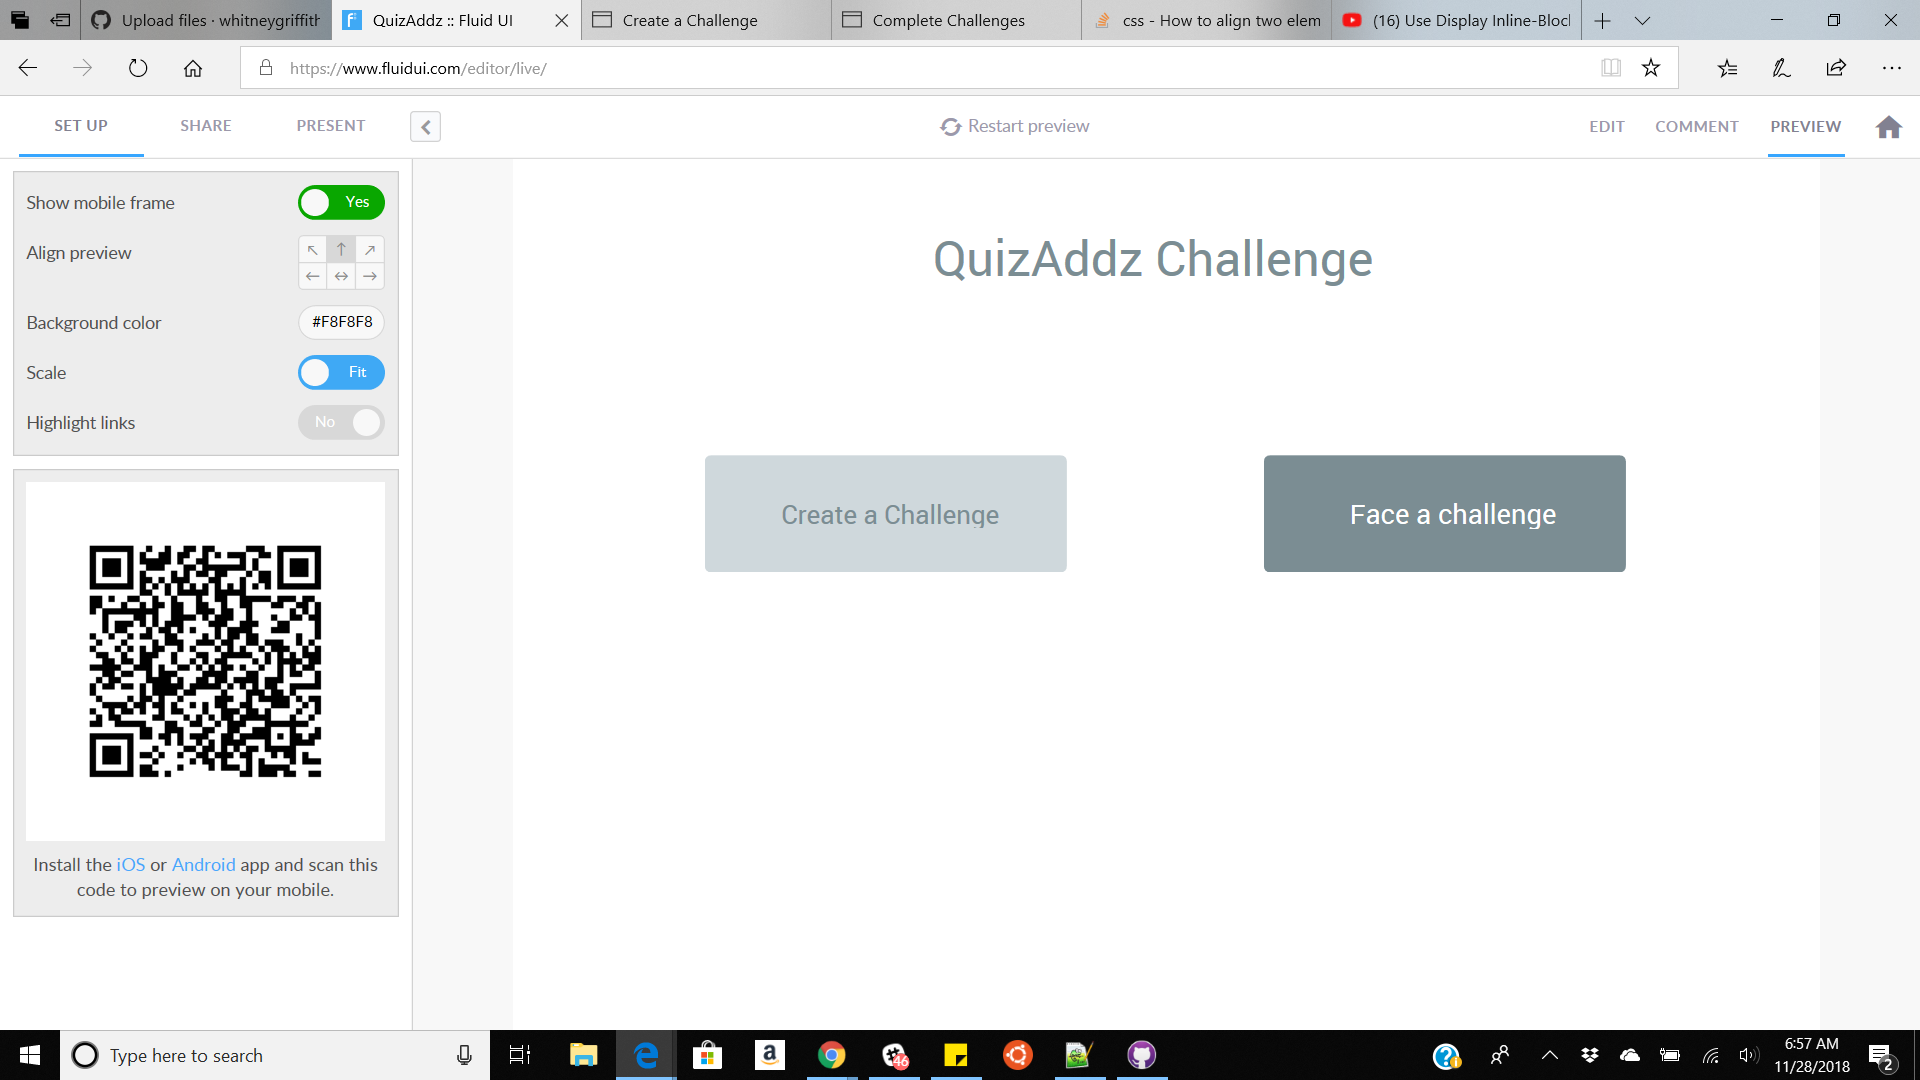 Upload files · whitneygriffith
QuizAddz :: Fluid UI
Create a Challenge
Complete Challenges
css - How to align two elem
(16) Use Display Inline-Block
https://www.fluidui.com/editor/live/
SET UP
SHARE
PRESENT
Restart preview
EDIT
COMMENT
PREVIEW
Show mobile frame
Yes
Align preview
Background color
#F8F8F8
Scale
Fit
Highlight links
No
Install the iOS or Android app and scan this
code to preview on your mobile.
QuizAddz Challenge
Create a Challenge
Face a challenge
Type here to search
46
6:57 AM
11/28/2018
2